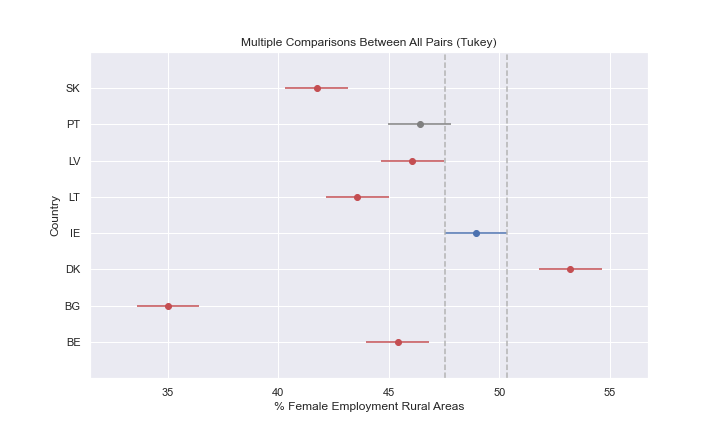 Multiple Comparisons Between All Pairs (Tukey)
SK
PT
LV
LT
IE
DK
BG
BE
Country
35 40 45 50 55
% Female Employment Rural Areas